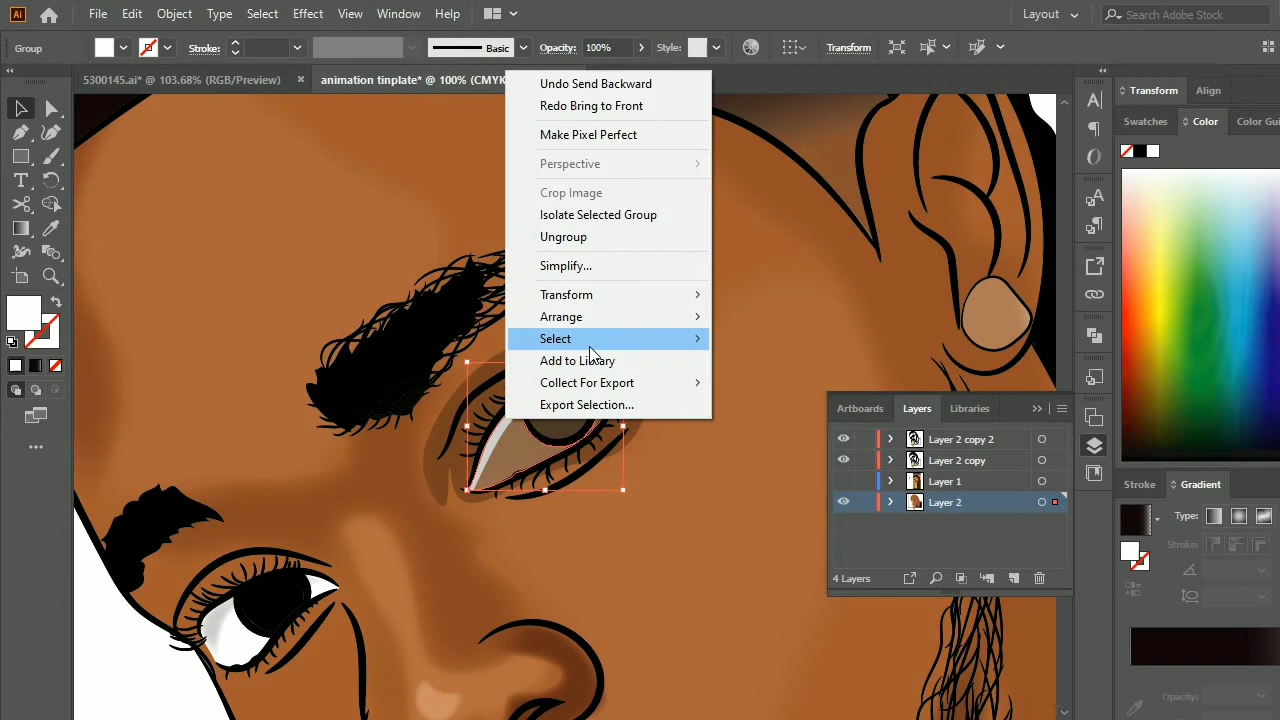 Ai File Edit Object Type Select Effect View Window Help Layout Search Adobe Stock
Group Stroke: Basic Opacity: 100% Style: Transform
5300145.ai* @ 103.68% (RGB/Preview) × animation tinplate* @ 100% (CMYK
Undo Send Backward
Redo Bring to Front
Make Pixel Perfect
Perspective
Crop Image
Isolate Selected Group
Ungroup
Simplify...
Transform
Arrange
Select
Add to Library
Collect For Export
Export Selection...
Transform Align
Swatches Color Color Gui
Artboards Layers Libraries
Layer 2 copy 2
Layer 2 copy
Layer 1
Layer 2
4 Layers
Stroke Gradient
Type:
Stroke:
Opacity: